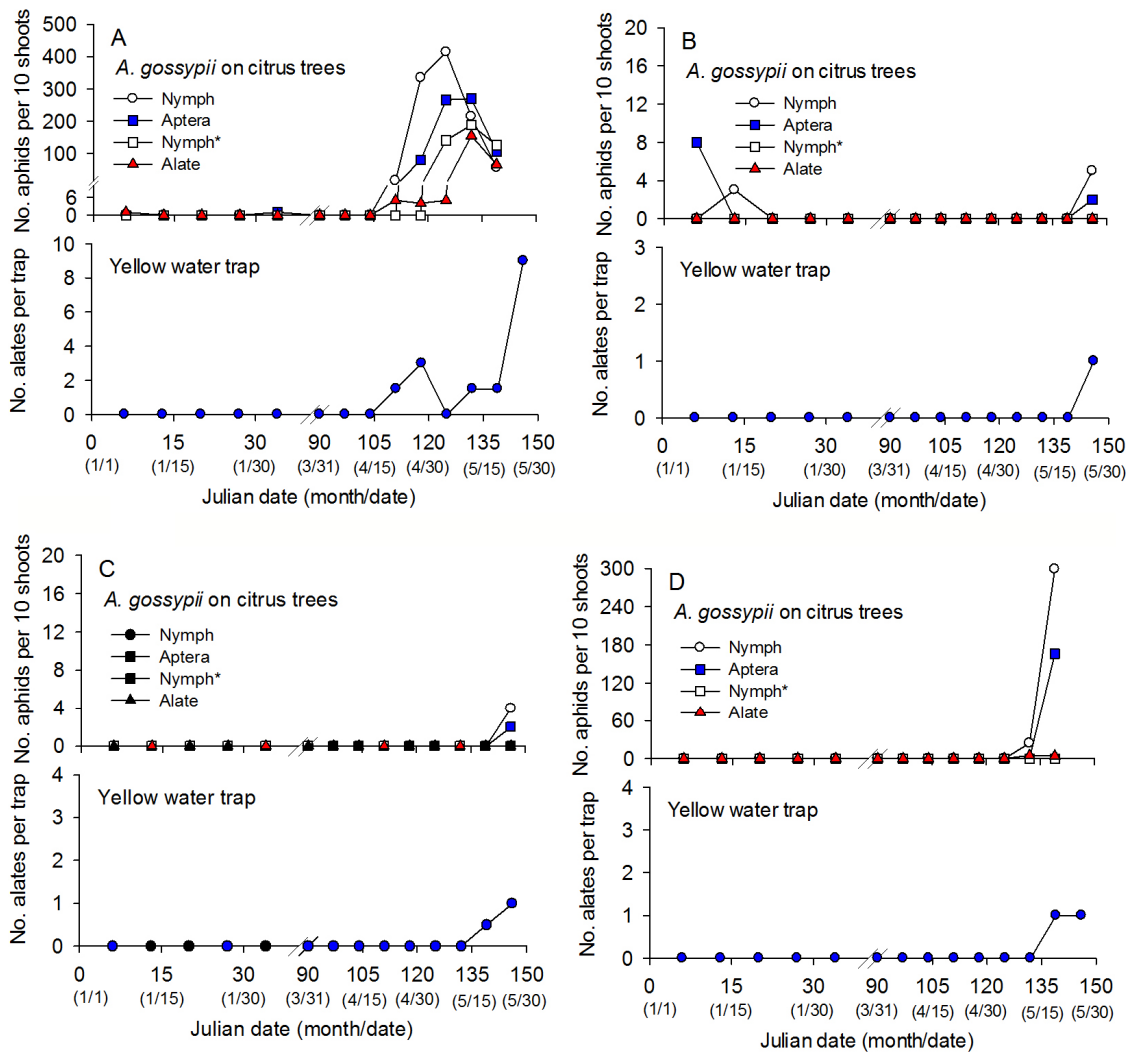 A
A. gossypii on citrus trees
Nymph
Aptera
Nymph*
Alate
No. aphids per 10 shoots
500
400
300
200
100
6
0
Yellow water trap
No. alates per trap
10
8
6
4
2
0
0 15 30 90 105 120 135 150
(1/1) (1/15) (1/30) (3/31) (4/15) (4/30) (5/15) (5/30)
Julian date (month/date)
B
A. gossypii on citrus trees
Nymph
Aptera
Nymph*
Alate
No. aphids per 10 shoots
20
16
12
8
4
0
Yellow water trap
No. alates per trap
3
2
1
0
0 15 30 90 105 120 135 150
(1/1) (1/15) (1/30) (3/31) (4/15) (4/30) (5/15) (5/30)
Julian date (month/date)
C
A. gossypii on citrus trees
Nymph
Aptera
Nymph*
Alate
No. aphids per 10 shoots
20
16
12
8
4
0
Yellow water trap
No. alates per trap
4
3
2
1
0
0 15 30 90 105 120 135 150
(1/1) (1/15) (1/30) (3/31) (4/15) (4/30) (5/15) (5/30)
Julian date (month/date)
D
A. gossypii on citrus trees
Nymph
Aptera
Nymph*
Alate
No. aphids per 10 shoots
300
240
180
120
60
0
Yellow water trap
No. alates per trap
4
3
2
1
0
0 15 30 90 105 120 135 150
(1/1) (1/15) (1/30) (3/31) (4/15) (4/30) (5/15) (5/30)
Julian date (month/date)